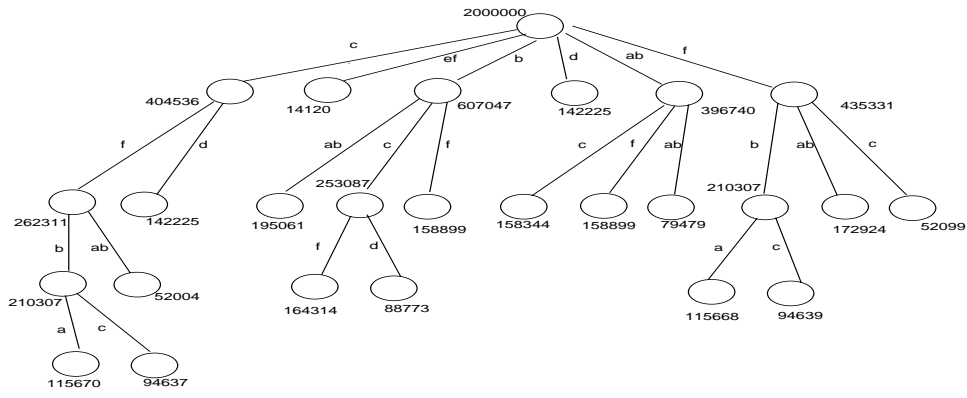 2000000
c
ef
b
d
ab
f
404536
14120
607047
142225
396740
435331
f
d
ab
c
f
c
f
ab
b
ab
c
262311
142225
195061
253087
158899
158344
158899
79479
210307
172924
52099
b
ab
f
d
a
c
210307
52004
164314
88773
115668
94639
a
c
115670
94637